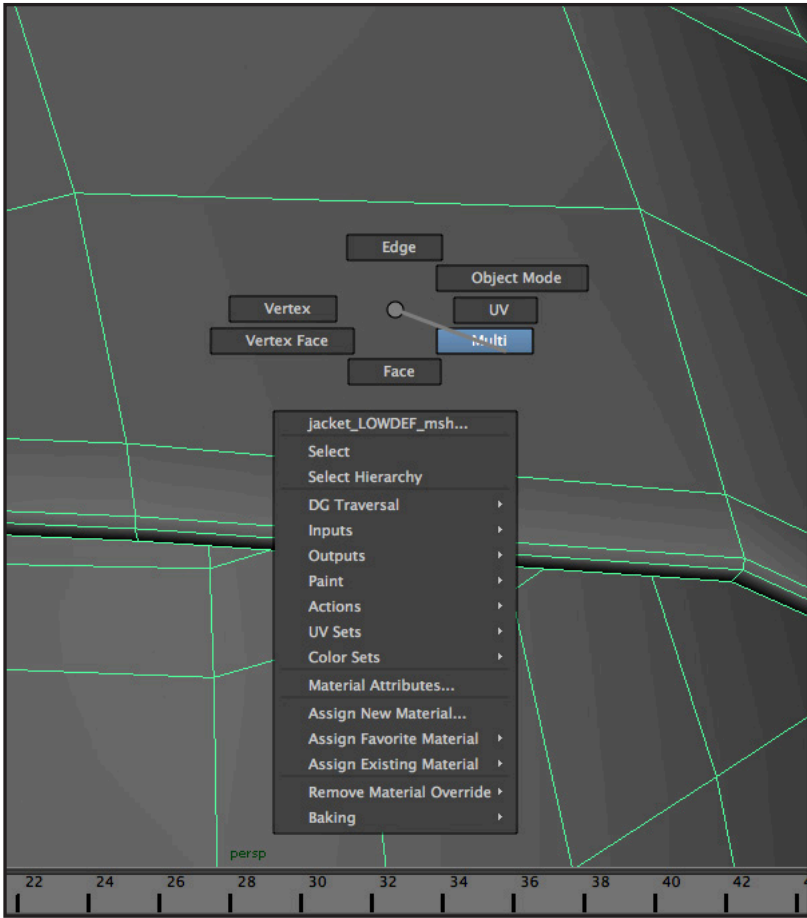 Edge
Object Mode
Vertex
UV
Vertex Face
Multi
Face
jacket_LOWDEF_msh...
Select
Select Hierarchy
DG Traversal
Inputs
Outputs
Paint
Actions
UV Sets
Color Sets
Material Attributes...
Assign New Material...
Assign Favorite Material
Assign Existing Material
Remove Material Override
Baking
persp
22 24 26 28 30 32 34 36 38 40 42